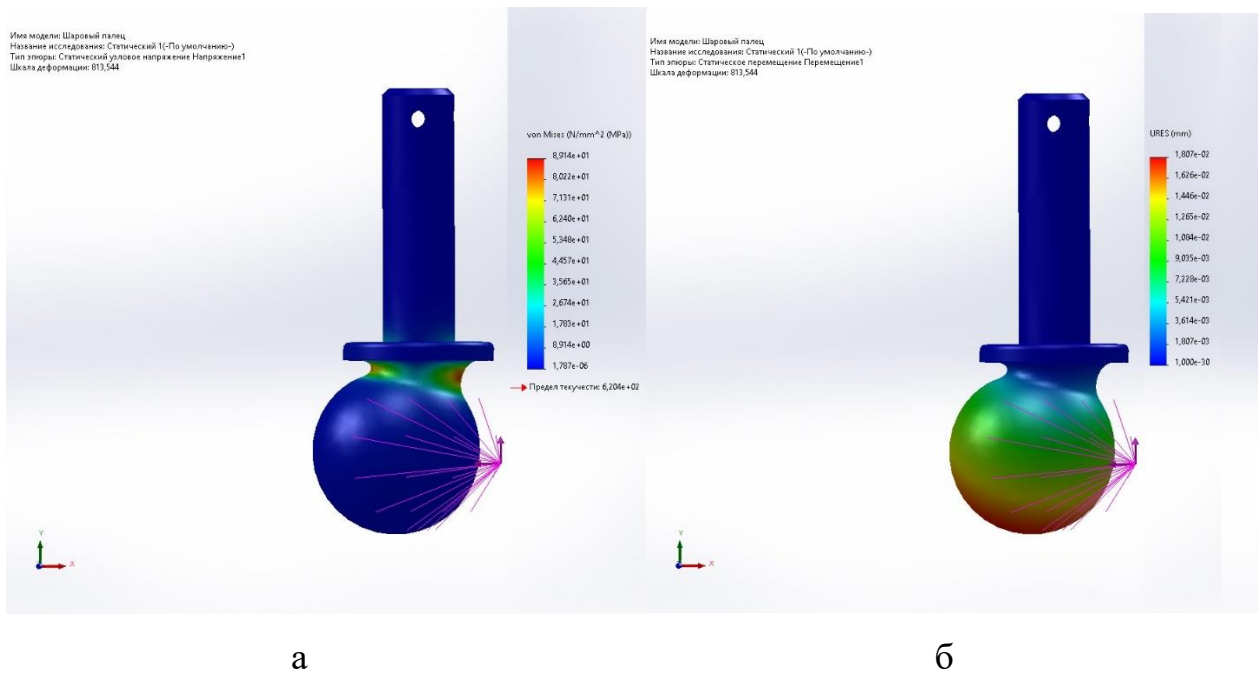 Имя модели: Шаровый палец
Название исследования: Статический 1(-По умолчанию-)
Тип эпюры: Статический узловое напряжение Напряжение1
Шкала деформации: 813,544
von Mises (N/mm^2 (MPa))
8,914e+01
8,022e+01
7,131e+01
6,240e+01
5,348e+01
4,457e+01
3,565e+01
2,674e+01
1,783e+01
8,914e+00
1,787e-06
Предел текучести: 6,204e+02
Y
X
а
Имя модели: Шаровый палец
Название исследования: Статический 1(-По умолчанию-)
Тип эпюры: Статическое перемещение Перемещение1
Шкала деформации: 813,544
URES (mm)
1,807e-02
1,626e-02
1,446e-02
1,265e-02
1,084e-02
9,035e-03
7,228e-03
5,421e-03
3,614e-03
1,807e-03
1,000e-30
Y
X
б